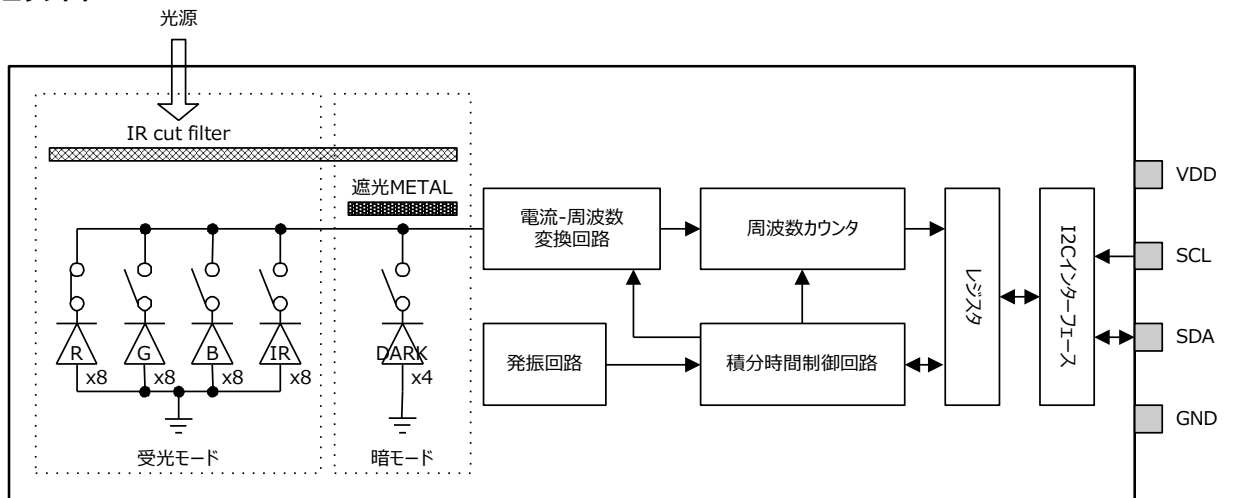 光源
IR cut filter
遮光METAL
電流-周波数
変換回路
周波数カウンタ
レジスタ
I2Cインターフェース
VDD
SCL
SDA
GND
R
x8
G
x8
B
x8
IR
x8
DARK
x4
発振回路
積分時間制御回路
受光モード
暗モード